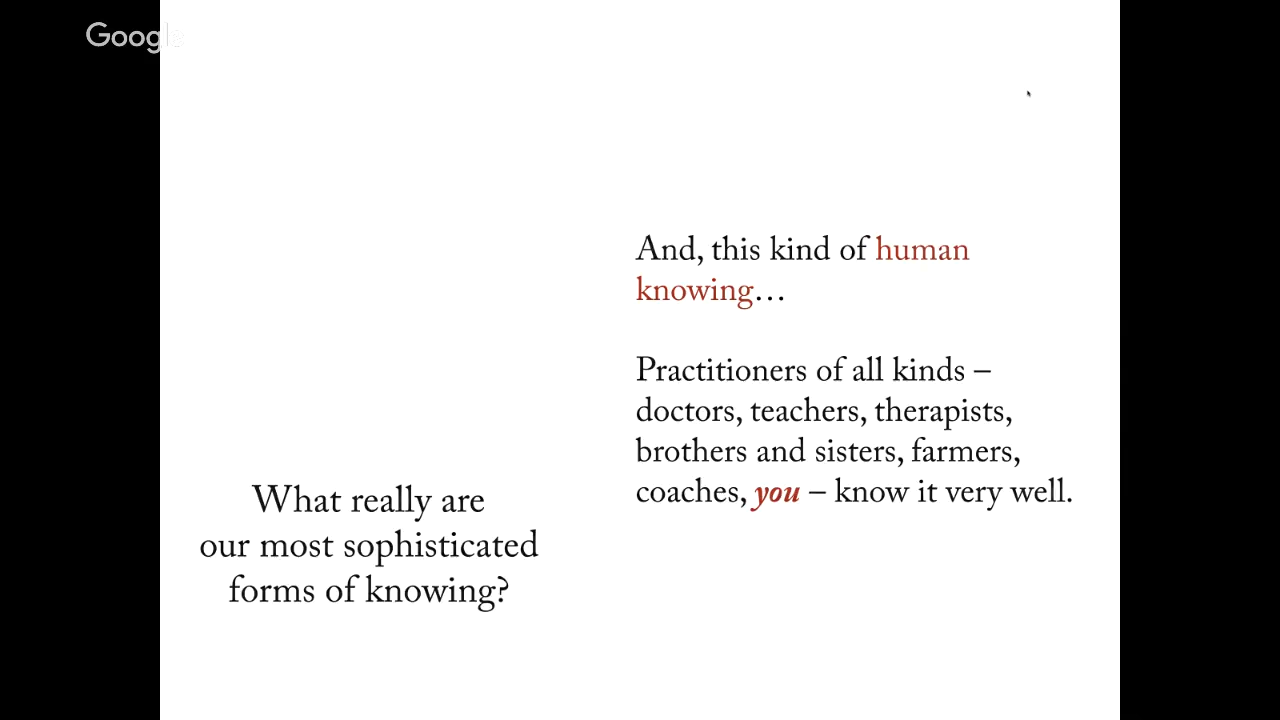 Google
And, this kind of human
knowing…
Practitioners of all kinds –
doctors, teachers, therapists,
brothers and sisters, farmers,
coaches, you – know it very well.
What really are
our most sophisticated
forms of knowing?